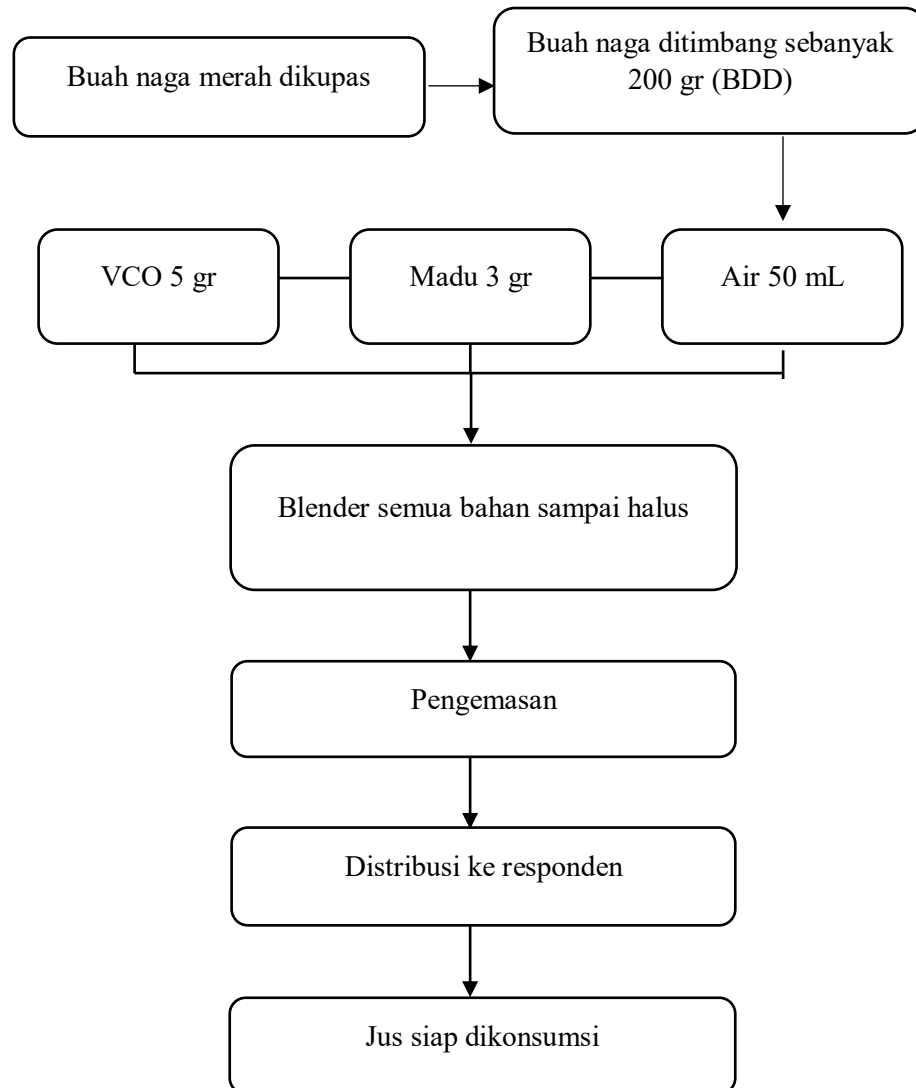 Buah naga merah dikupas
Buah naga ditimbang sebanyak
200 gr (BDD)
VCO 5 gr
Madu 3 gr
Air 50 mL
Blender semua bahan sampai halus
Pengemasan
Distribusi ke responden
Jus siap dikonsumsi